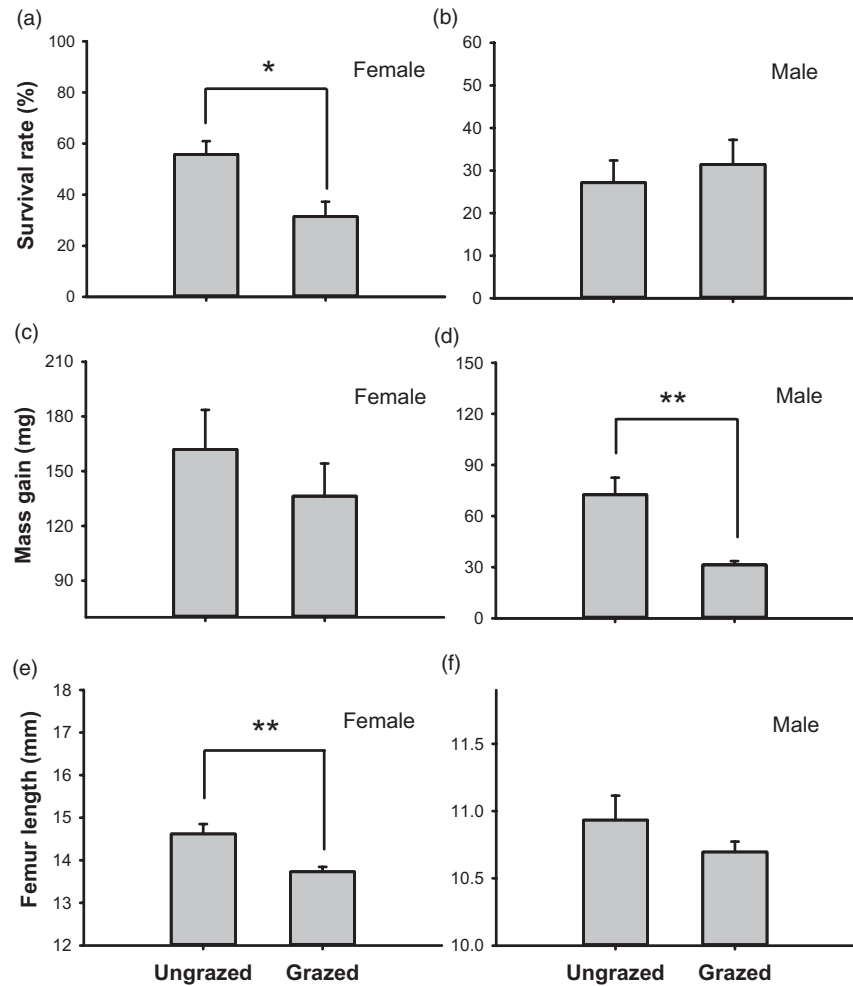 (a)
100
80
60
40
20
0
Survival rate (%)
*
Female
(b)
60
50
40
30
20
10
0
Male
(c)
210
180
150
120
90
Mass gain (mg)
Female
(d)
150
120
90
60
30
0
**
Male
(e)
18
17
16
15
14
13
12
Femur length (mm)
**
Female
Ungrazed Grazed
(f)
11.5
11.0
10.5
10.0
Male
Ungrazed Grazed